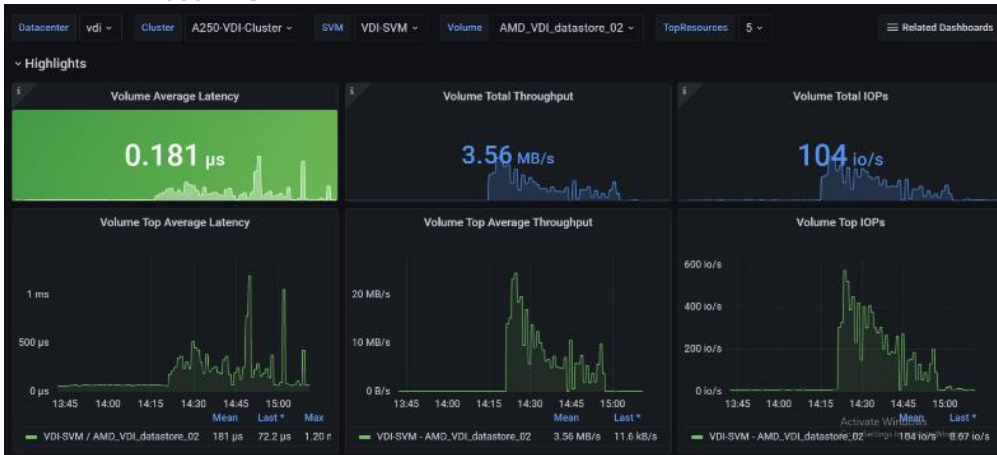 Datacenter vdi Cluster A250-VDI-Cluster SVM VDI-SVM Volume AMD_VDI_datastore_02 TopResources 5 Related Dashboards
Highlights
i Volume Average Latency i Volume Total Throughput i Volume Total IOPs
0.181 µs 3.56 MB/s 104 io/s
Volume Top Average Latency Volume Top Average Throughput Volume Top IOPs
1 ms
500 µs
0 µs
13:45 14:00 14:15 14:30 14:45 15:00
Mean Last * Max
VDI-SVM / AMD_VDI_datastore_02 181 µs 72.2 µs 1.20 m
20 MB/s
10 MB/s
0 B/s
13:45 14:00 14:15 14:30 14:45 15:00
Mean Last *
VDI-SVM - AMD_VDI_datastore_02 3.56 MB/s 11.6 kB/s
600 io/s
400 io/s
200 io/s
0 io/s
13:45 14:00 14:15 14:30 14:45 15:00
Activate Windows
Mean Last *
VDI-SVM - AMD_VDI_datastore_02 104 io/s 8.67 io/s